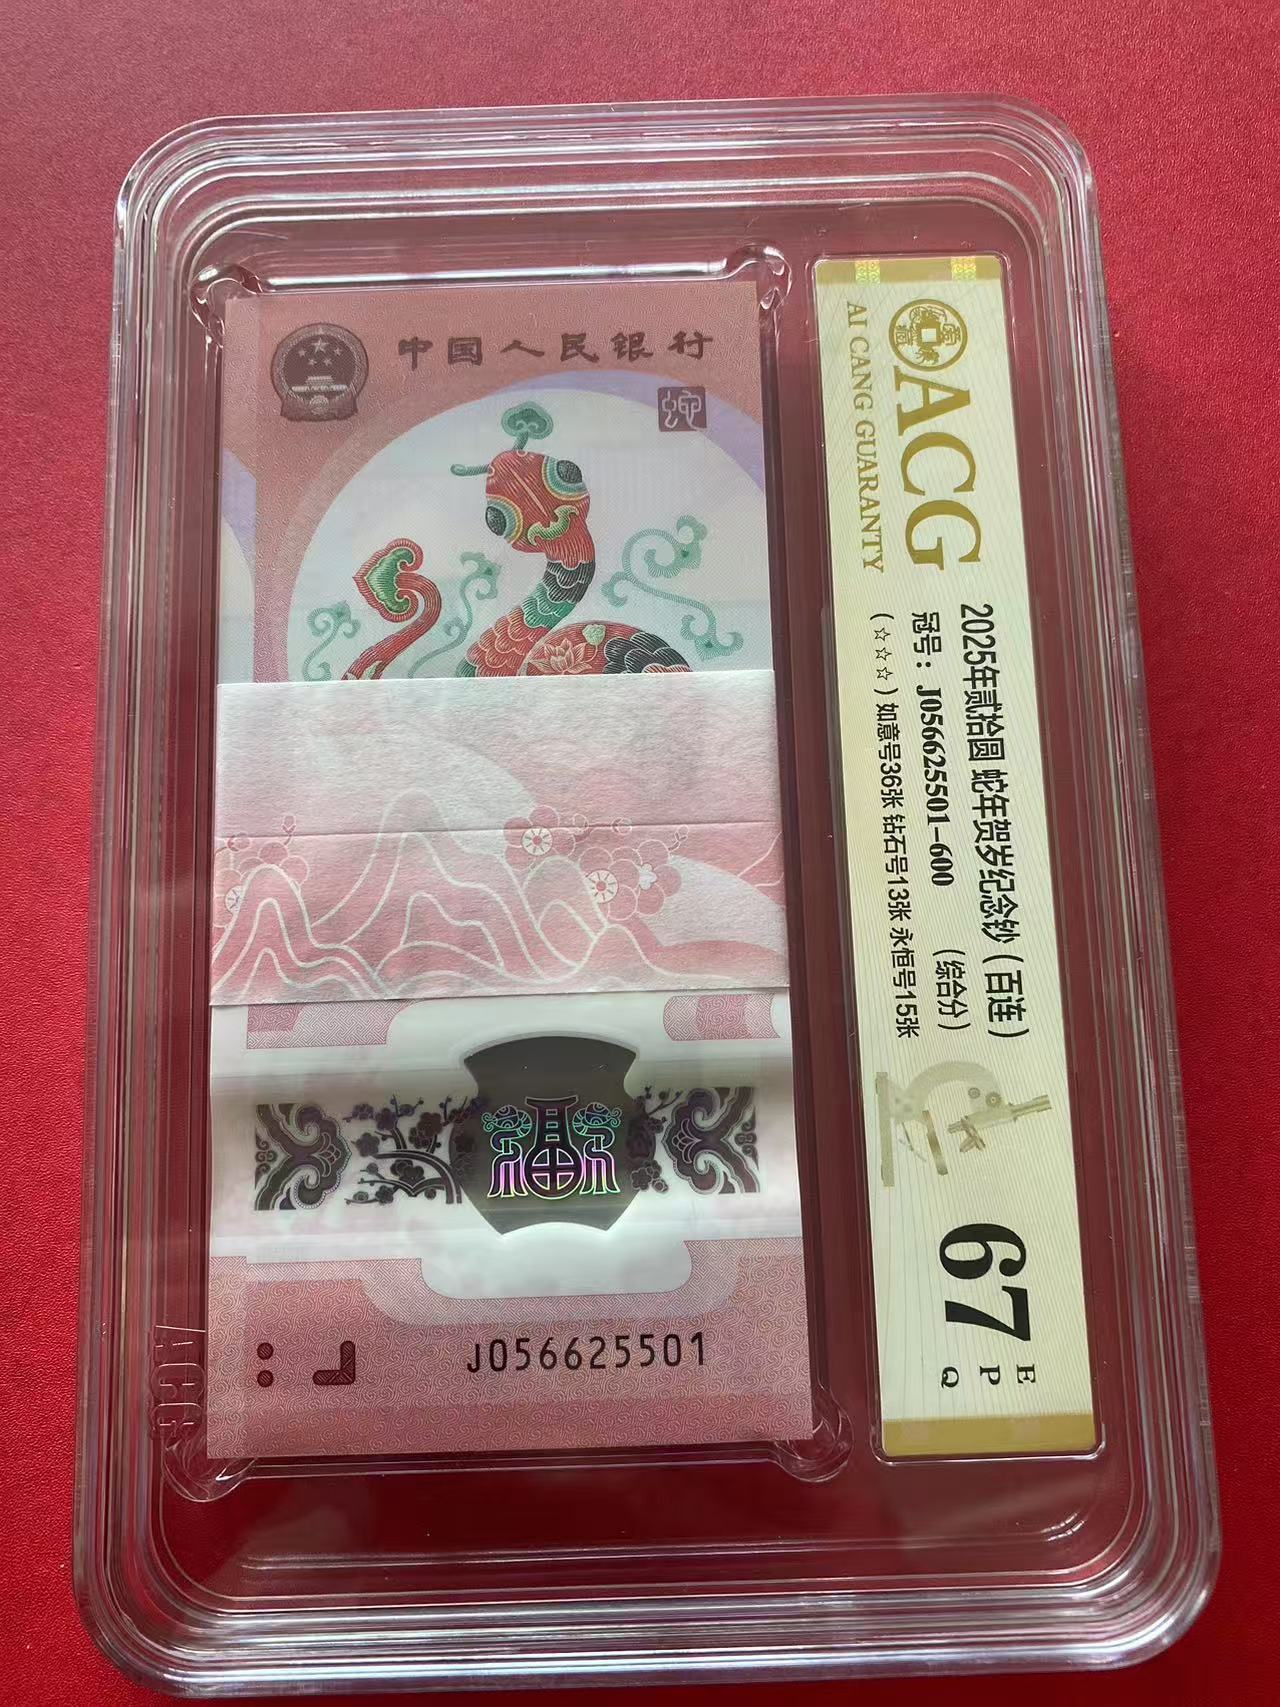 中国人民银行
蛇
J056625501
ACG
AI CANG GUARANTY
2025年贰拾圆 蛇年贺岁纪念钞（百连）
冠号：J056625501-600 （综合分）
（☆☆☆）如意号36张 钻石号13张 永恒号15张
67
E
P
Q
ACG